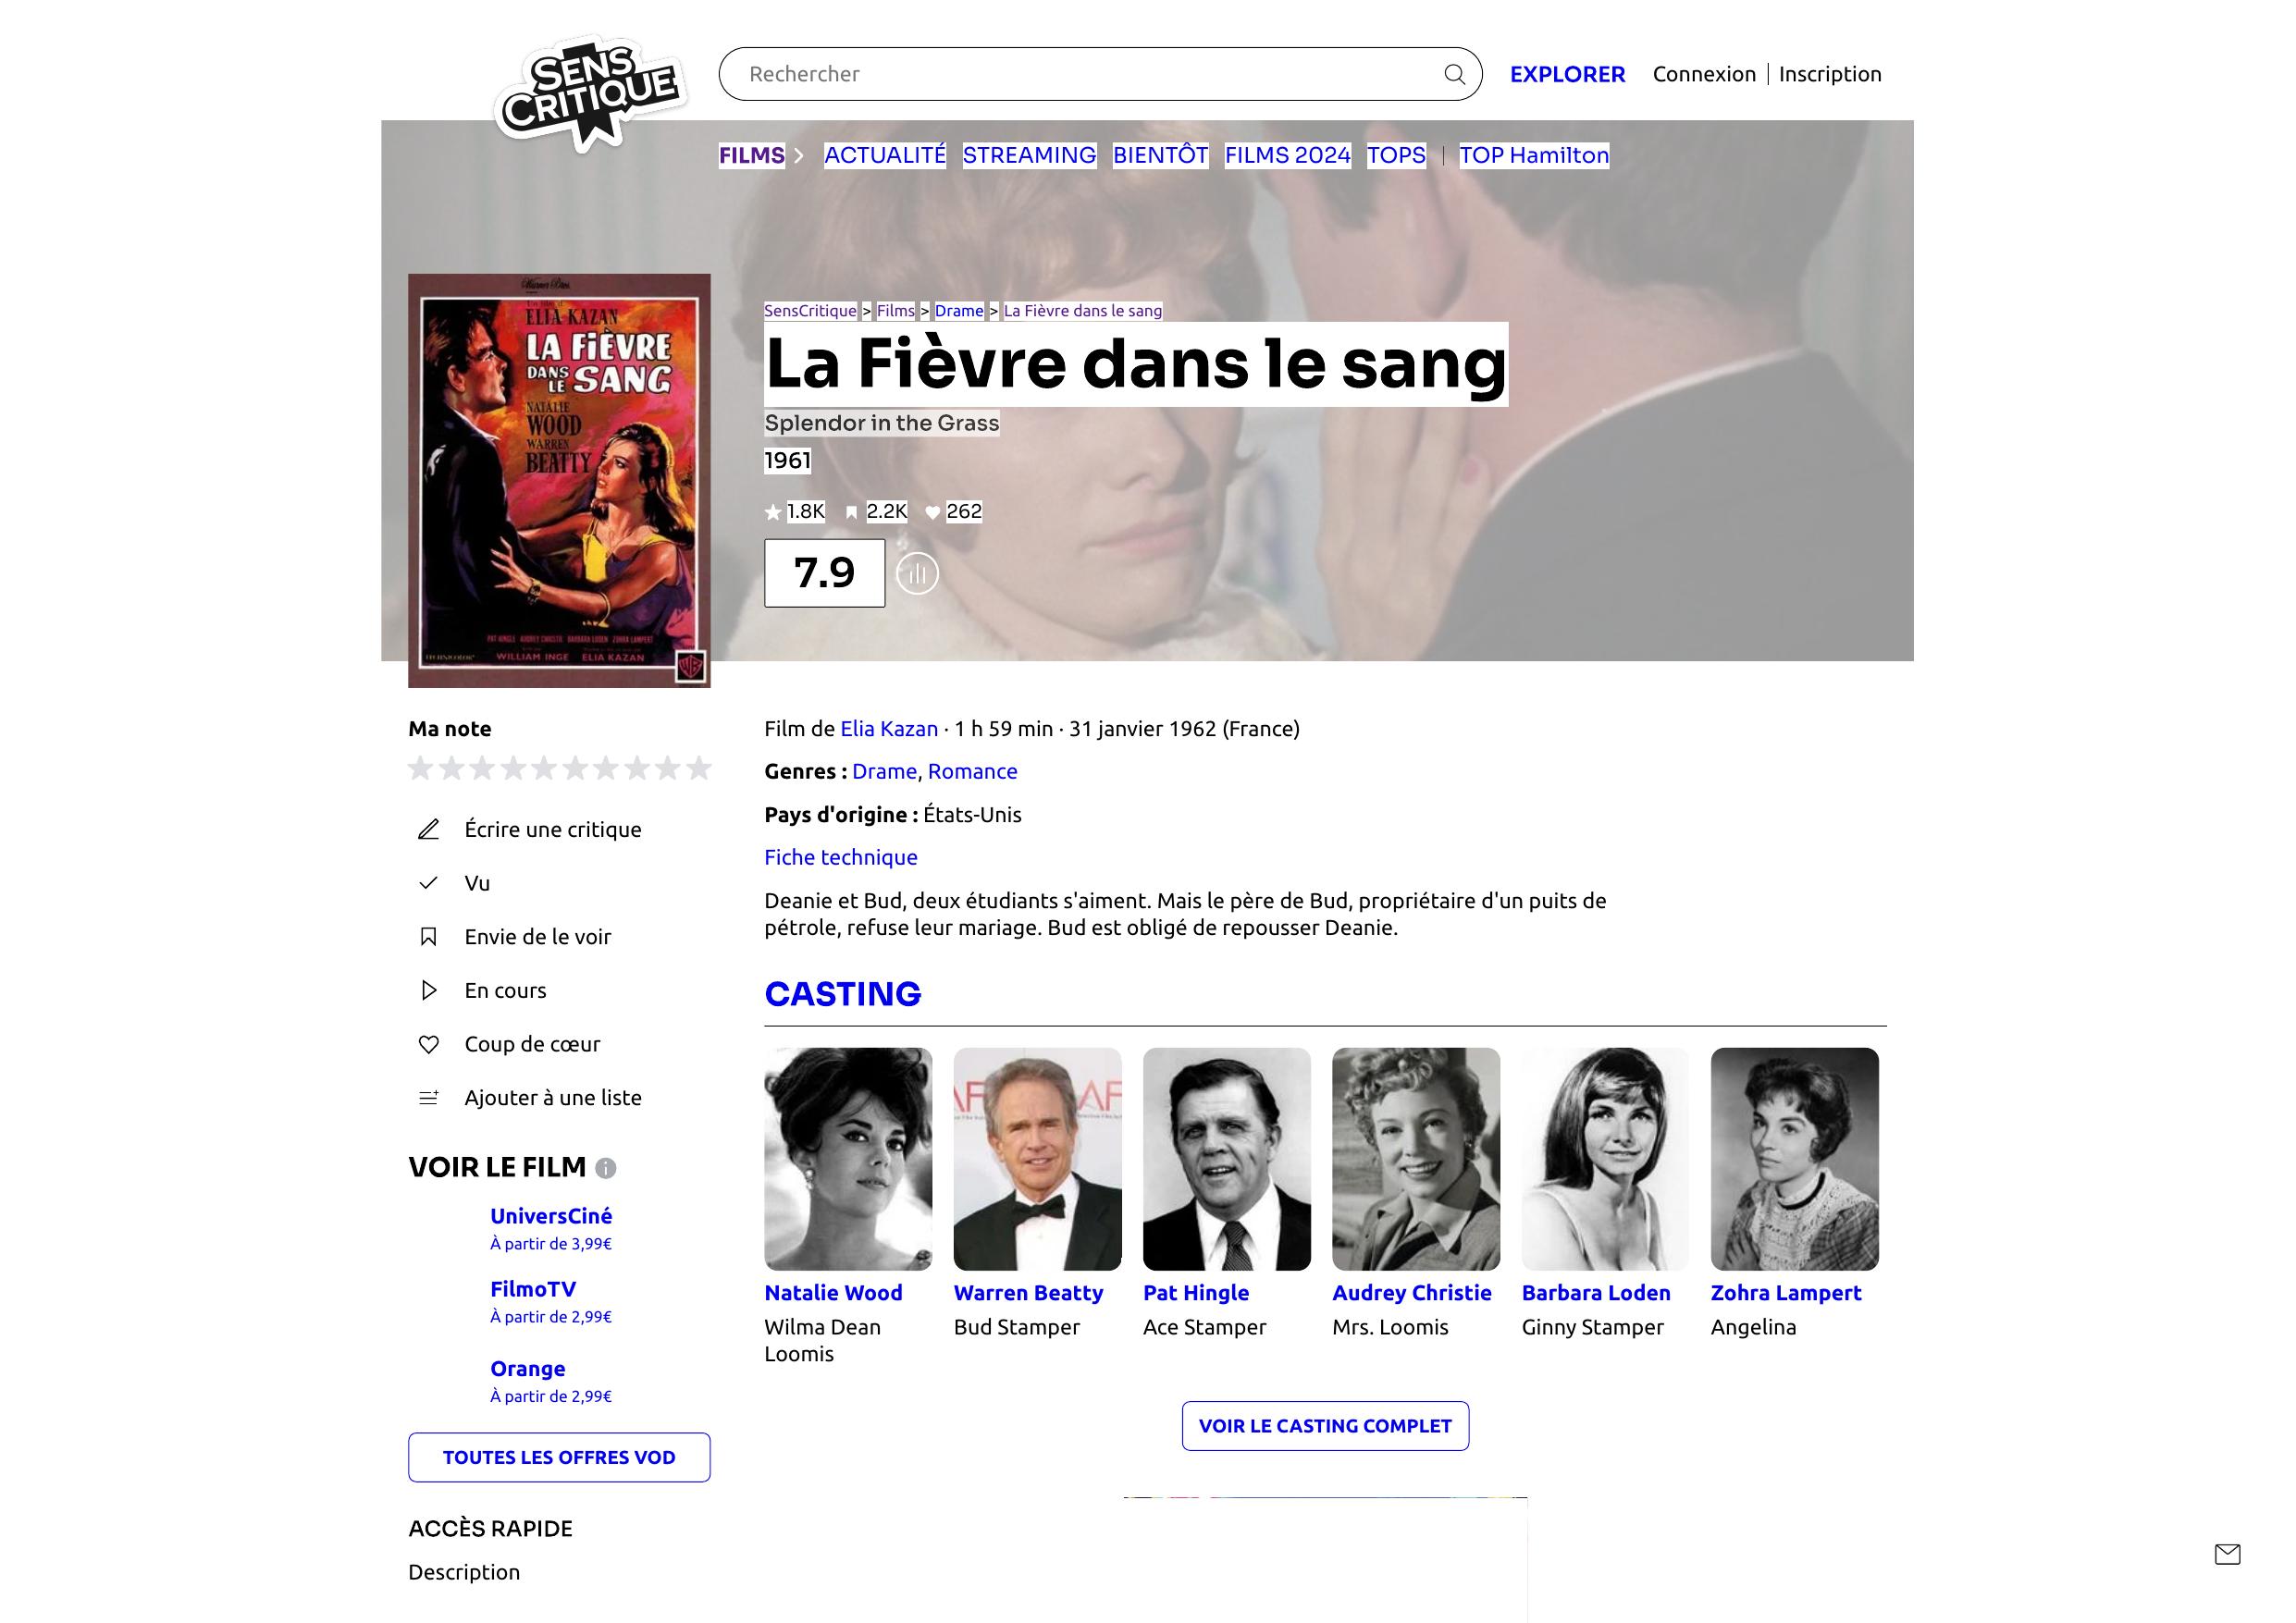 SENS
CRITIQUE
Rechercher
EXPLORER
Connexion
Inscription
FILMS
ACTUALITÉ
STREAMING
BIENTÔT
FILMS 2024
TOPS
TOP Hamilton
Warner Bros
ELIA KAZAN
LA FIÈVRE
DANS
LE SANG
NATALIE
WOOD
WARREN
BEATTY
PAT HINGLE AUDREY CHRISTIE BARBARA LODEN ZOHRA LAMPERT
WILLIAM INGE ELIA KAZAN
TECHNICOLOR
WB
SensCritique > Films > Drame > La Fièvre dans le sang
La Fièvre dans le sang
Splendor in the Grass
1961
1.8K 2.2K 262
7.9
Ma note
Écrire une critique
Vu
Envie de le voir
En cours
Coup de cœur
Ajouter à une liste
VOIR LE FILM
UniversCiné
À partir de 3,99€
FilmoTV
À partir de 2,99€
Orange
À partir de 2,99€
TOUTES LES OFFRES VOD
ACCÈS RAPIDE
Description
Film de Elia Kazan · 1 h 59 min · 31 janvier 1962 (France)
Genres : Drame, Romance
Pays d'origine : États-Unis
Fiche technique
Deanie et Bud, deux étudiants s'aiment. Mais le père de Bud, propriétaire d'un puits de
pétrole, refuse leur mariage. Bud est obligé de repousser Deanie.
CASTING
AF
AF
Natalie Wood
Wilma Dean
Loomis
Warren Beatty
Bud Stamper
Pat Hingle
Ace Stamper
Audrey Christie
Mrs. Loomis
Barbara Loden
Ginny Stamper
Zohra Lampert
Angelina
VOIR LE CASTING COMPLET